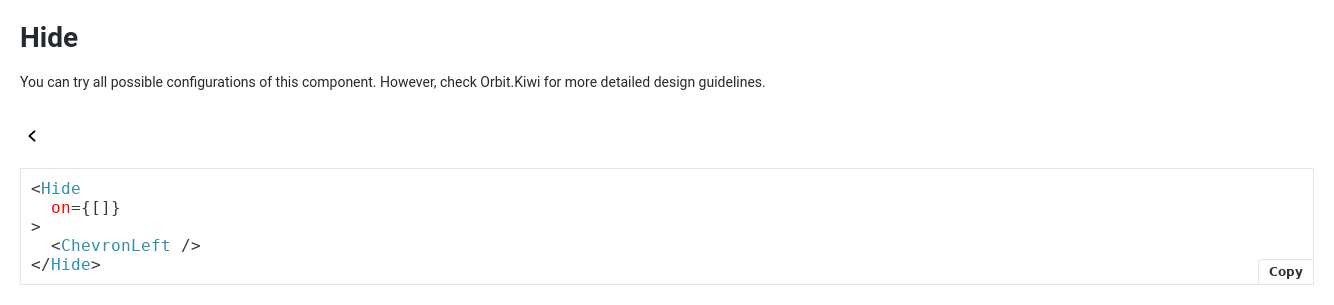 Hide
You can try all possible configurations of this component. However, check Orbit.Kiwi for more detailed design guidelines.
<Hide
  on={[]}
>
  <ChevronLeft />
</Hide>
Copy